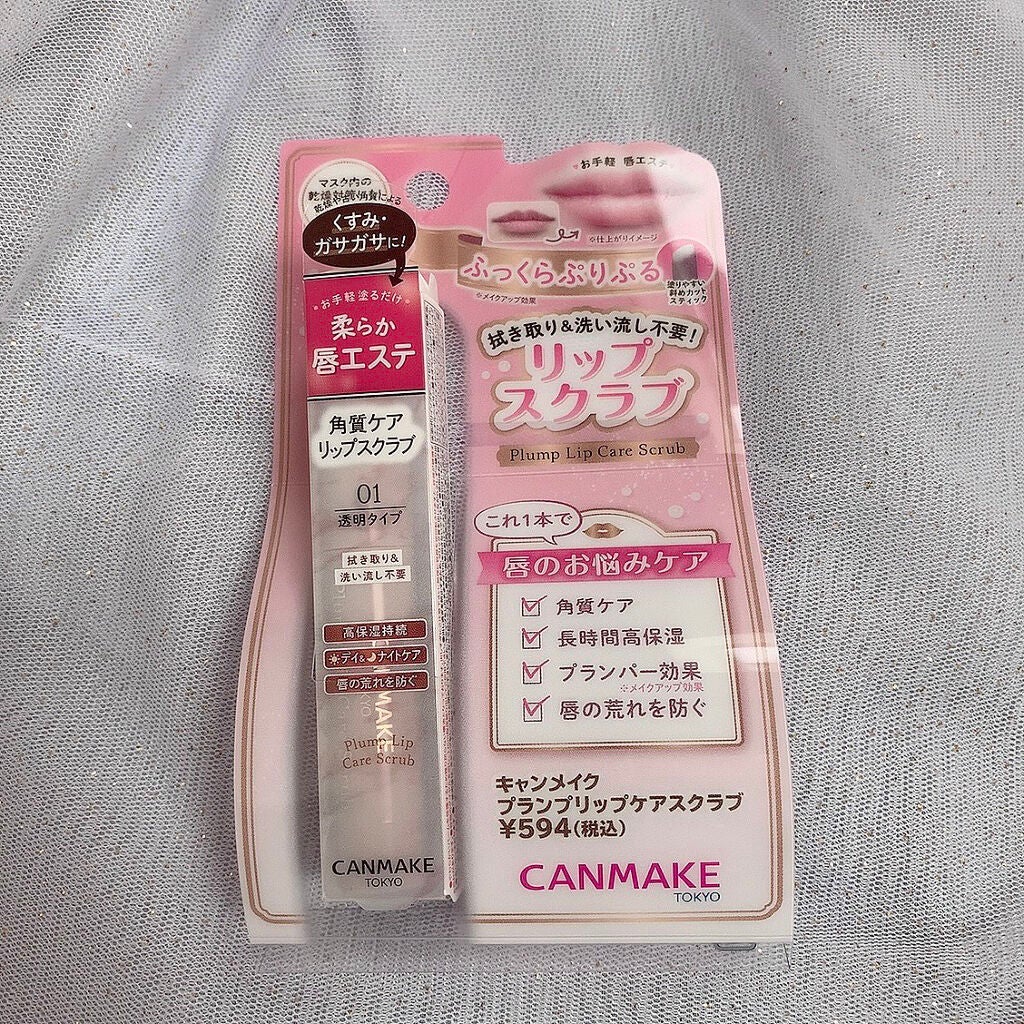 マスク内の
乾燥や古い角質による
くすみ・
ガサガサに!
お手軽塗るだけ
柔らか
唇エステ
角質ケア
リップスクラブ
01
透明タイプ
拭き取り&
洗い流し不要
高保湿持続
デイ&ナイトケア
唇の荒れを防ぐ
Plump Lip
Care Scrub
CANMAKE
TOKYO
お手軽 唇エステ
※仕上がりイメージ
ふっくらぷりぷる
※メイクアップ効果
塗りやすい
斜めカット
スティック
拭き取り&洗い流し不要!
リップ
スクラブ
Plump Lip Care Scrub
これ1本で
唇のお悩みケア
角質ケア
長時間高保湿
プランパー効果
※メイクアップ効果
唇の荒れを防ぐ
キャンメイク
プランプリップケアスクラブ
¥594(税込)
CANMAKE
TOKYO